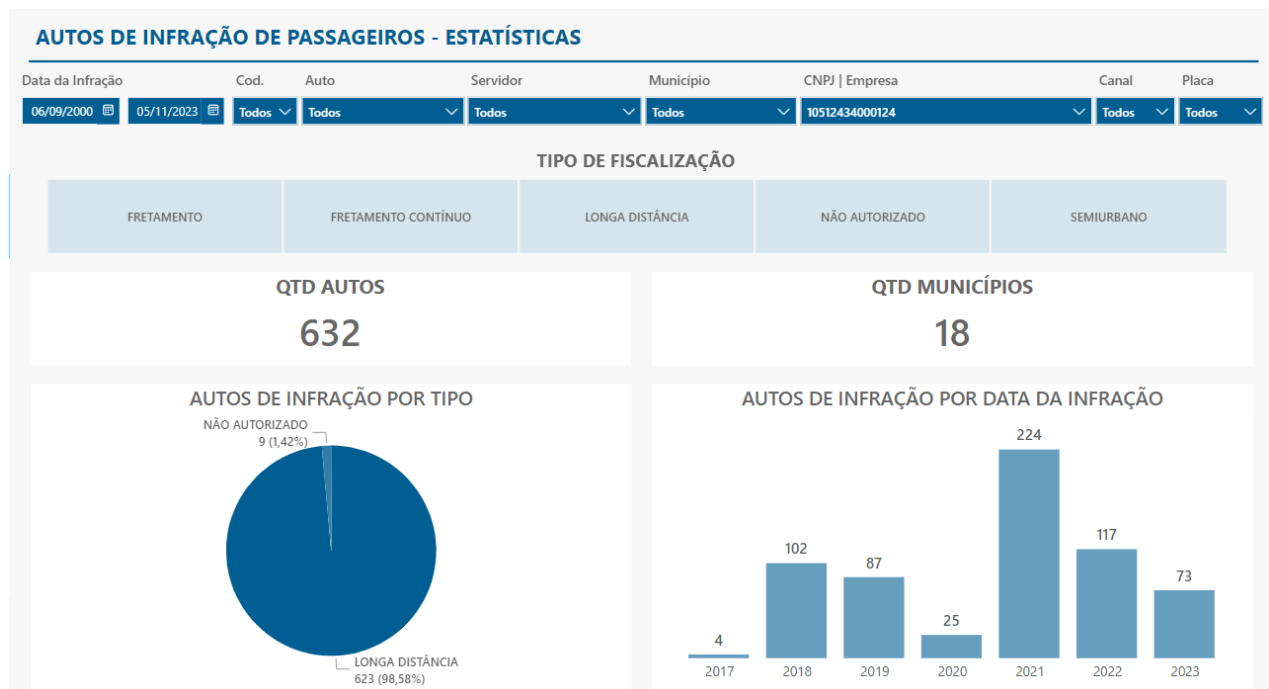 AUTOS DE INFRAÇÃO DE PASSAGEIROS - ESTATÍSTICAS
Data da Infração Cod. Auto Servidor Município CNPJ | Empresa Canal Placa
06/09/2000 05/11/2023 Todos Todos Todos Todos 10512434000124 Todos Todos
TIPO DE FISCALIZAÇÃO
FRETAMENTO FRETAMENTO CONTÍNUO LONGA DISTÂNCIA NÃO AUTORIZADO SEMIURBANO
QTD AUTOS
632
QTD MUNICÍPIOS
18
AUTOS DE INFRAÇÃO POR TIPO
NÃO AUTORIZADO
9 (1,42%)
LONGA DISTÂNCIA
623 (98,58%)
AUTOS DE INFRAÇÃO POR DATA DA INFRAÇÃO
4 102 87 25 224 117 73
2017 2018 2019 2020 2021 2022 2023